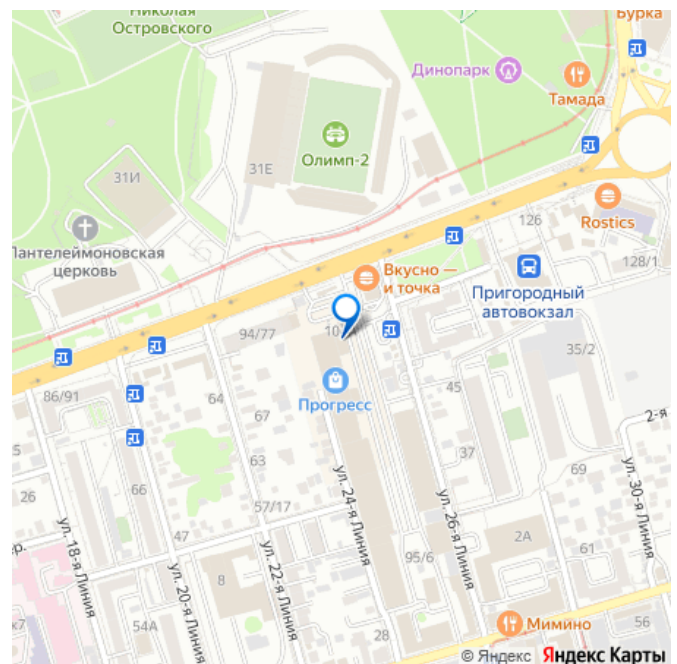 Николая
Островского
Бурка
Динопарк
Тамада
31Е
Олимп-2
31И
Пантелеймоновская
церковь
126
Rostics
Вкусно —
и точка
128/1
Пригородный
автовокзал
94/77
35/2
86/91
64
Прогресс
45
67
2-я
63
37
69
26
66
57/17
ул. 24-я Линия
ул. 26-я Линия
ул. 30-я Линия
47
2А
ул. 18-я Линия
ул. 20-я Линия
ул. 22-я Линия
8
95/6
61
54А
28
Мимино
56
© Яндекс Яндекс Карты